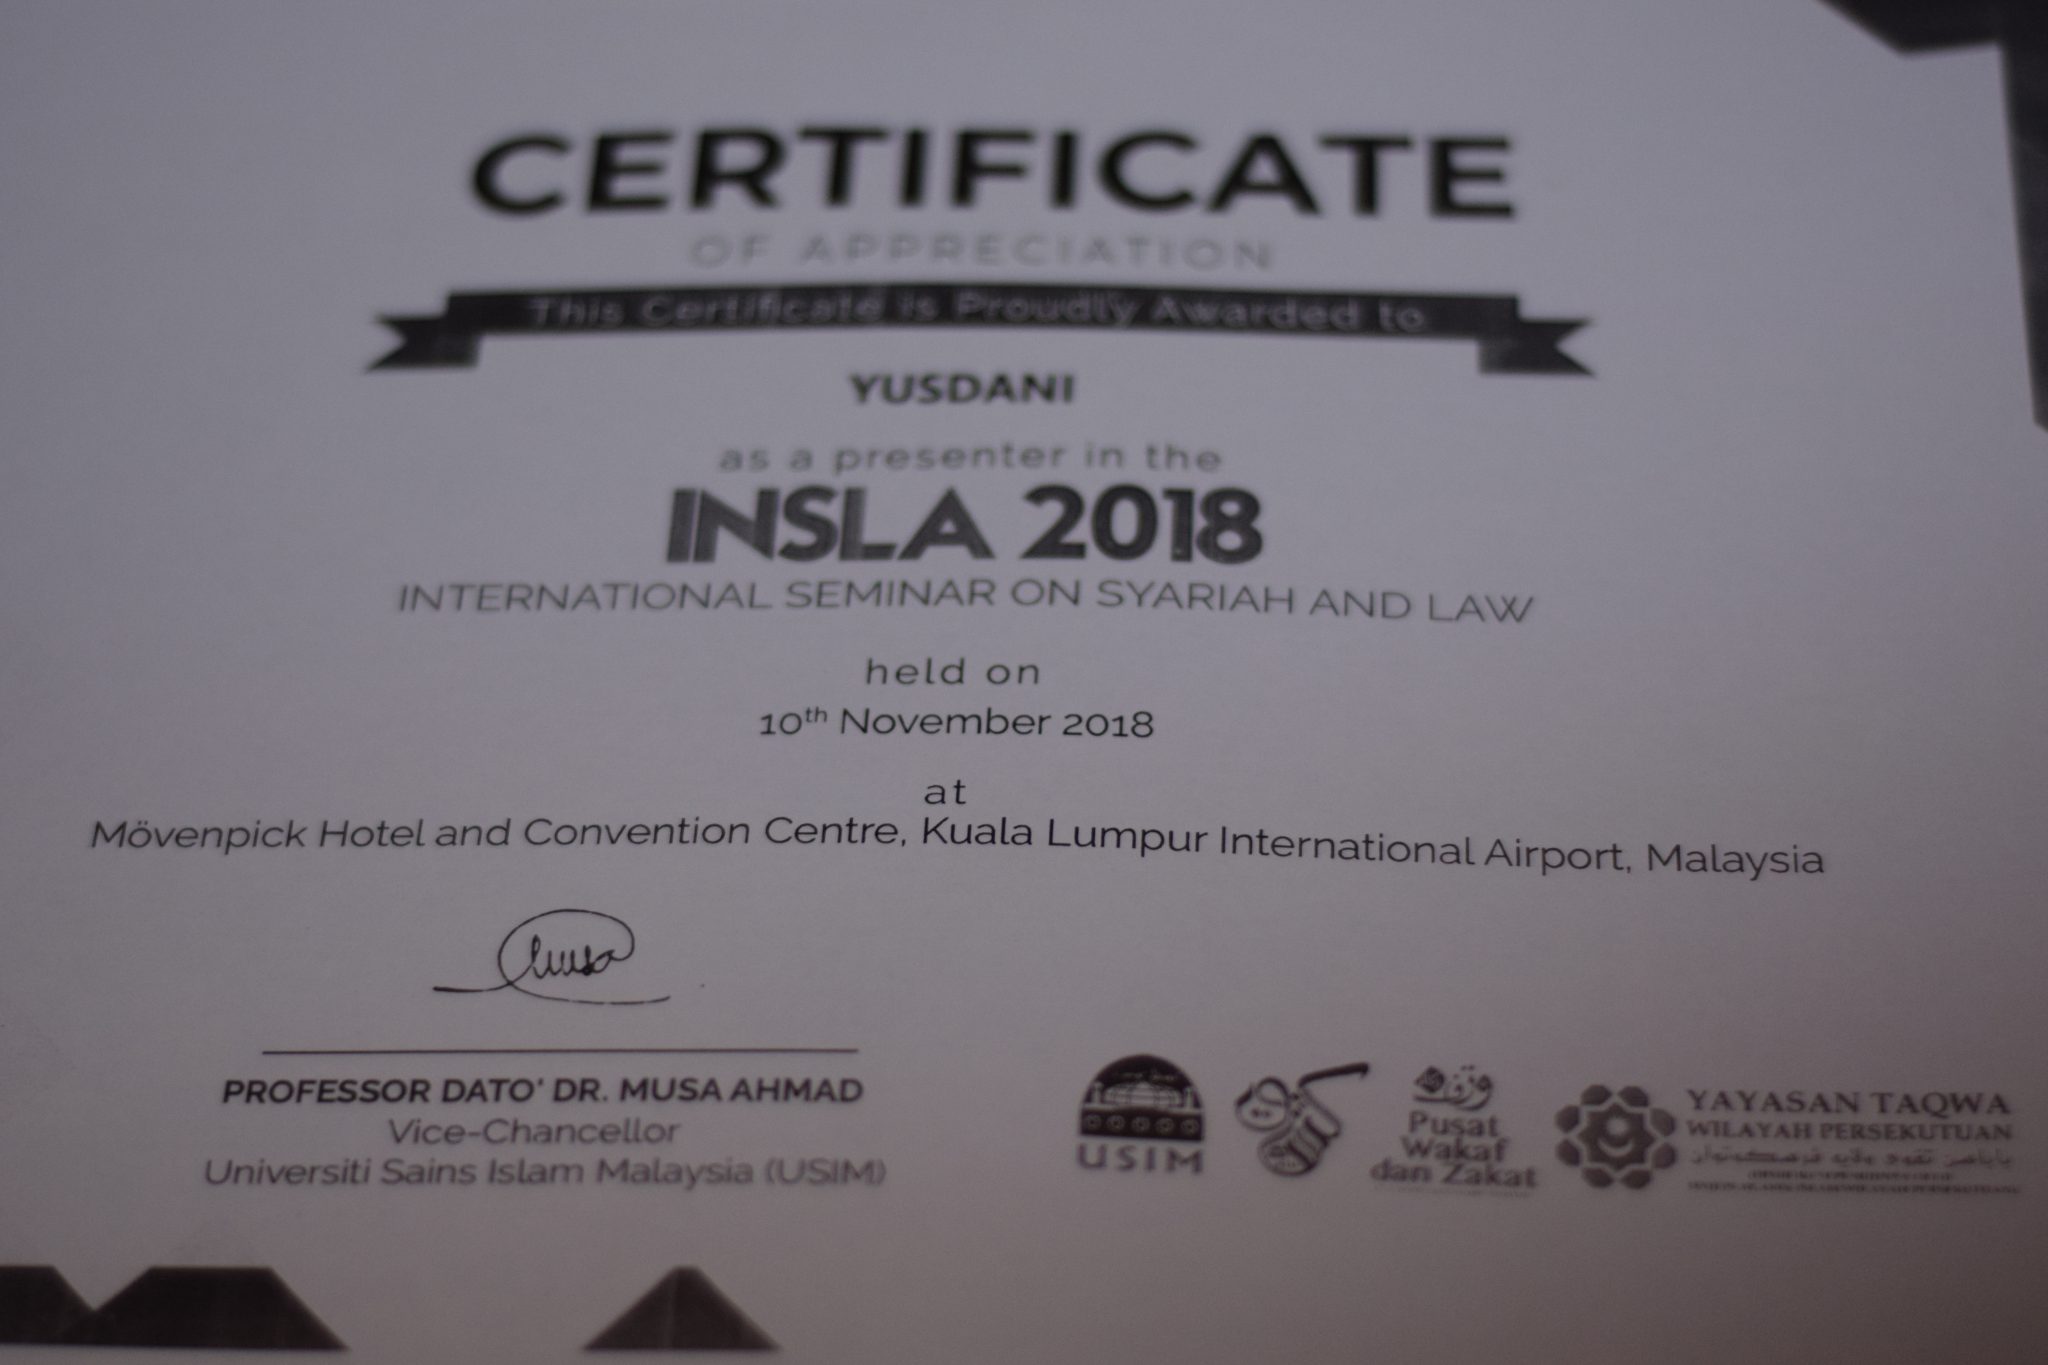 CERTIFICATE
OF APPRECIATION
This Certificate is Proudly Awarded to
YUSDANI
as a presenter in the
INSLA 2018
INTERNATIONAL SEMINAR ON SYARIAH AND LAW
held on
10th November 2018
at
Mövenpick Hotel and Convention Centre, Kuala Lumpur International Airport, Malaysia
Musa
PROFESSOR DATO' DR. MUSA AHMAD
Vice-Chancellor
Universiti Sains Islam Malaysia (USIM)
USIM
Pusat
Wakaf
dan Zakat
YAYASAN TAQWA
WILAYAH PERSEKUTUAN